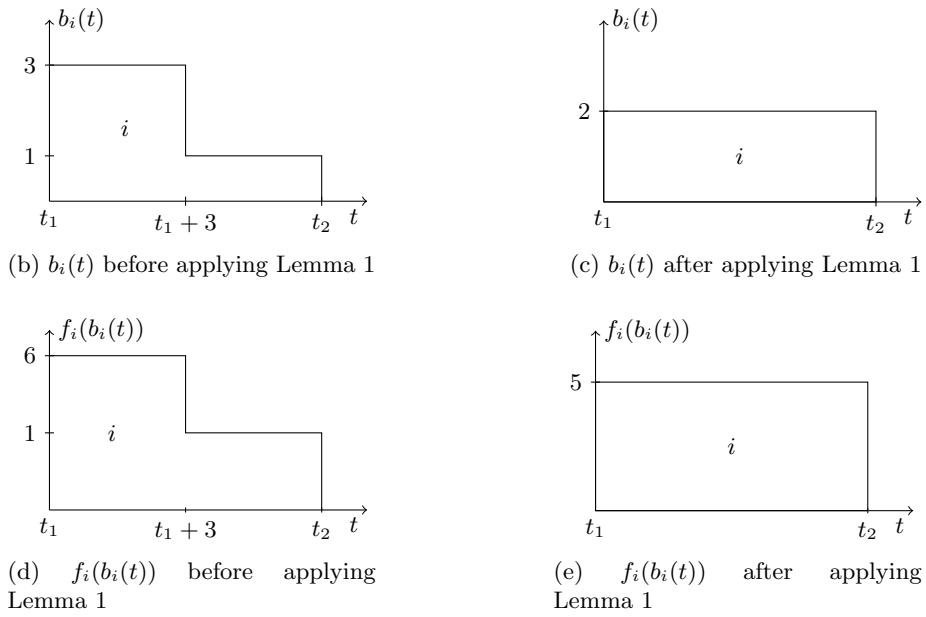 b_i(t)
3
i
1
t_1
t_1 + 3
t_2
t
(b) b_i(t) before applying Lemma 1
b_i(t)
2
i
t_1
t_2
t
(c) b_i(t) after applying Lemma 1
f_i(b_i(t))
6
1
i
t_1
t_1 + 3
t_2
t
(d) f_i(b_i(t)) before applying
Lemma 1
f_i(b_i(t))
5
i
t_1
t_2
t
(e) f_i(b_i(t)) after applying
Lemma 1